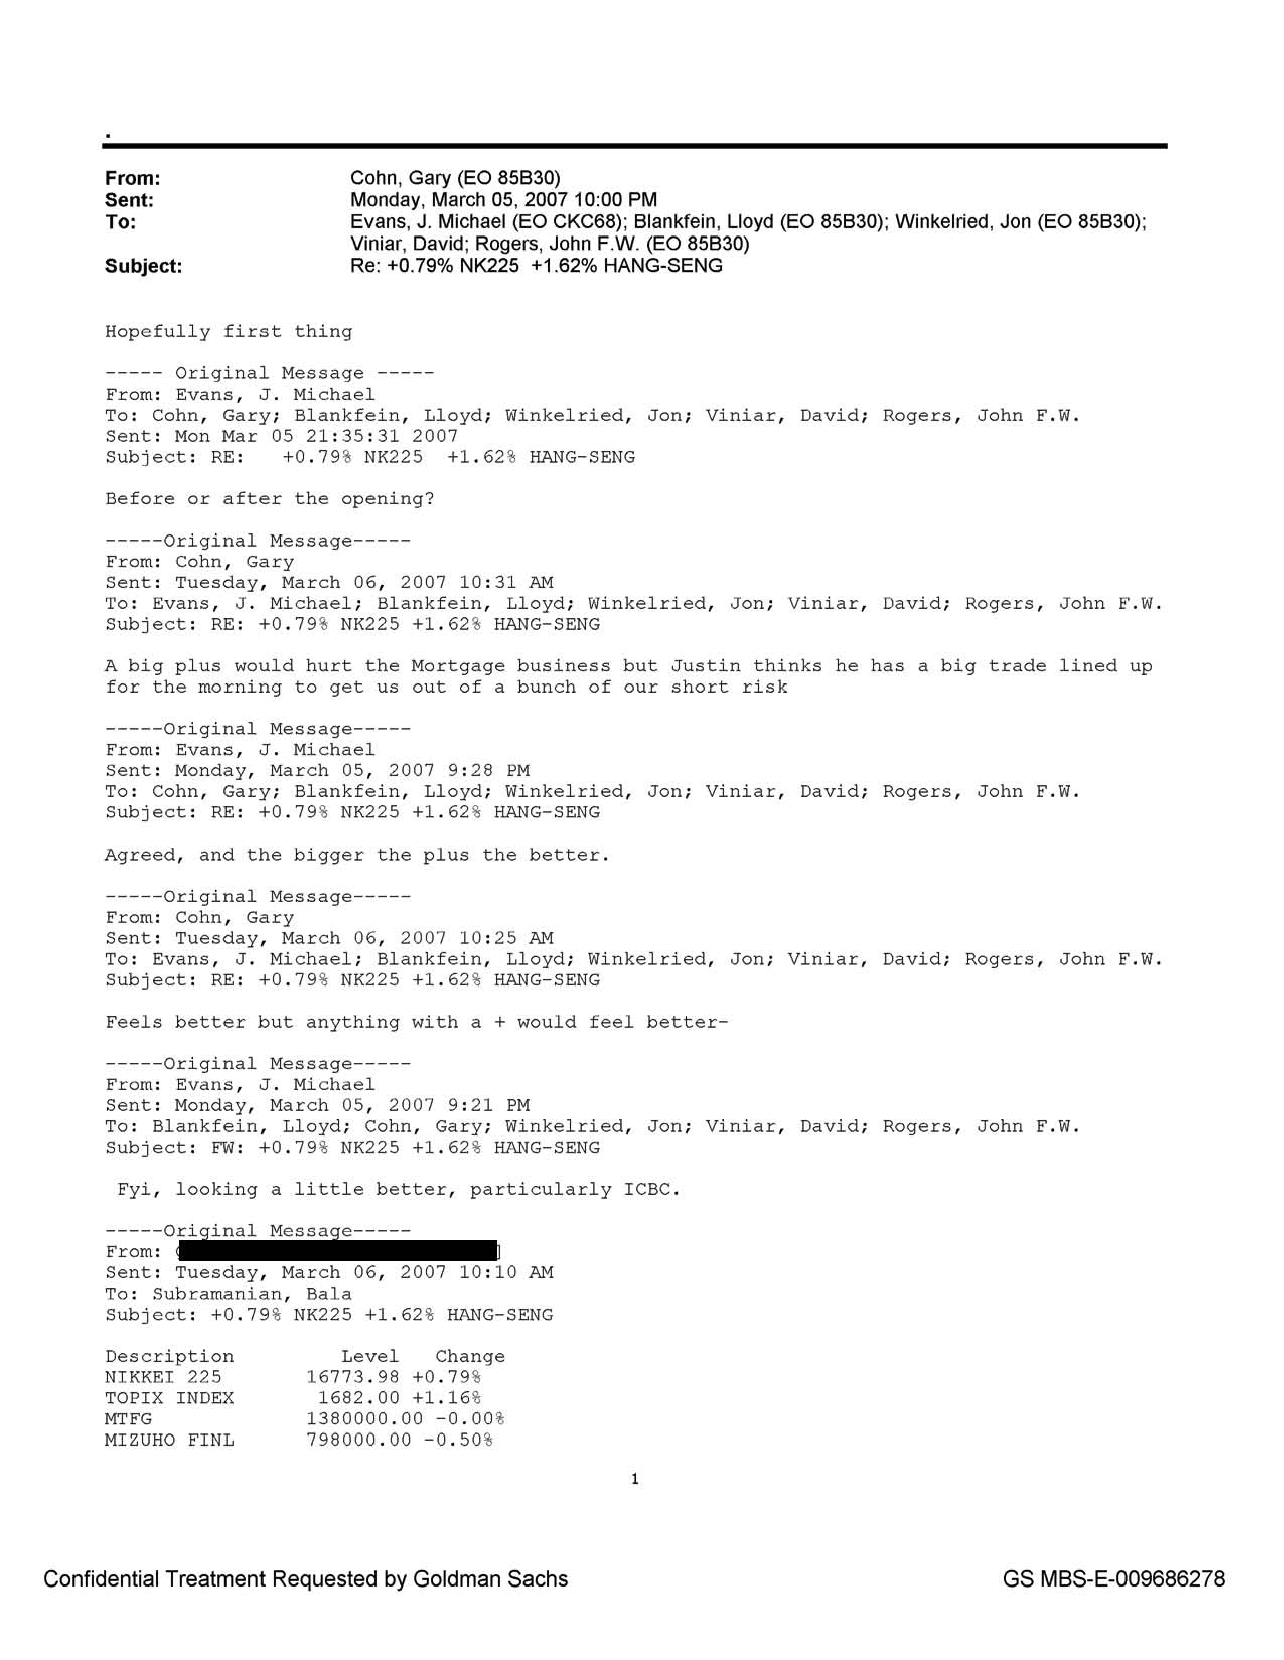 .
From: Cohn, Gary (EO 85B30)
Sent: Monday, March 05, 2007 10:00 PM
To: Evans, J. Michael (EO CKC68); Blankfein, Lloyd (EO 85B30); Winkelried, Jon (EO 85B30);
Viniar, David; Rogers, John F.W. (EO 85B30)
Subject: Re: +0.79% NK225 +1.62% HANG-SENG
Hopefully first thing
----- Original Message -----
From: Evans, J. Michael
To: Cohn, Gary; Blankfein, Lloyd; Winkelried, Jon; Viniar, David; Rogers, John F.W.
Sent: Mon Mar 05 21:35:31 2007
Subject: RE: +0.79% NK225 +1.62% HANG-SENG
Before or after the opening?
-----Original Message-----
From: Cohn, Gary
Sent: Tuesday, March 06, 2007 10:31 AM
To: Evans, J. Michael; Blankfein, Lloyd; Winkelried, Jon; Viniar, David; Rogers, John F.W.
Subject: RE: +0.79% NK225 +1.62% HANG-SENG
A big plus would hurt the Mortgage business but Justin thinks he has a big trade lined up
for the morning to get us out of a bunch of our short risk
-----Original Message-----
From: Evans, J. Michael
Sent: Monday, March 05, 2007 9:28 PM
To: Cohn, Gary; Blankfein, Lloyd; Winkelried, Jon; Viniar, David; Rogers, John F.W.
Subject: RE: +0.79% NK225 +1.62% HANG-SENG
Agreed, and the bigger the plus the better.
-----Original Message-----
From: Cohn, Gary
Sent: Tuesday, March 06, 2007 10:25 AM
To: Evans, J. Michael; Blankfein, Lloyd; Winkelried, Jon; Viniar, David; Rogers, John F.W.
Subject: RE: +0.79% NK225 +1.62% HANG-SENG
Feels better but anything with a + would feel better-
-----Original Message-----
From: Evans, J. Michael
Sent: Monday, March 05, 2007 9:21 PM
To: Blankfein, Lloyd; Cohn, Gary; Winkelried, Jon; Viniar, David; Rogers, John F.W.
Subject: FW: +0.79% NK225 +1.62% HANG-SENG
Fyi, looking a little better, particularly ICBC.
-----Original Message-----
From:
Sent: Tuesday, March 06, 2007 10:10 AM
To: Subramanian, Bala
Subject: +0.79% NK225 +1.62% HANG-SENG
Description Level Change
NIKKEI 225 16773.98 +0.79%
TOPIX INDEX 1682.00 +1.16%
MTFG 1380000.00 -0.00%
MIZUHO FINL 798000.00 -0.50%
1
Confidential Treatment Requested by Goldman Sachs GS MBS-E-009686278